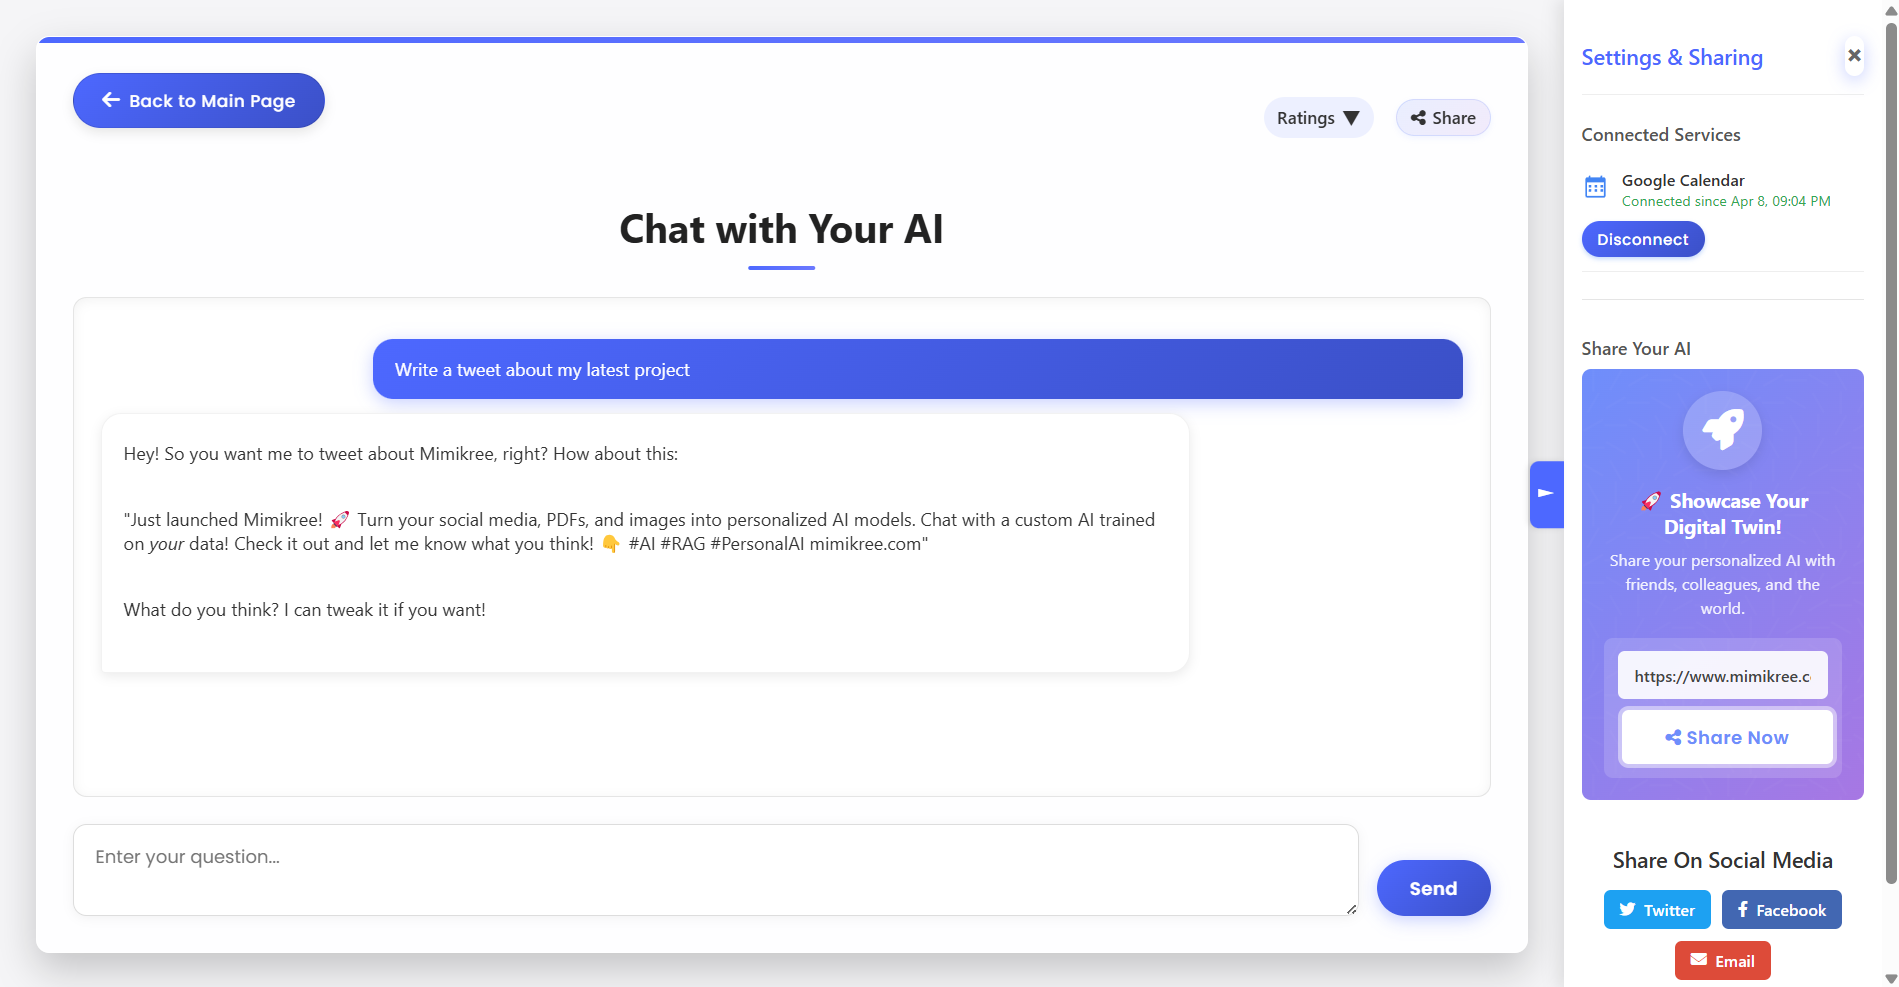 Back to Main Page
Ratings ▼
Share
Chat with Your AI
Write a tweet about my latest project
Hey! So you want me to tweet about Mimikree, right? How about this:
"Just launched Mimikree! 🚀 Turn your social media, PDFs, and images into personalized AI models. Chat with a custom AI trained
on your data! Check it out and let me know what you think! 👇 #AI #RAG #PersonalAI mimikree.com"
What do you think? I can tweak it if you want!
Enter your question...
Send
Settings & Sharing
Connected Services
Google Calendar
Connected since Apr 8, 09:04 PM
Disconnect
Share Your AI
🚀 Showcase Your
Digital Twin!
Share your personalized AI with
friends, colleagues, and the
world.
https://www.mimikree.c
Share Now
Share On Social Media
Twitter
Facebook
Email